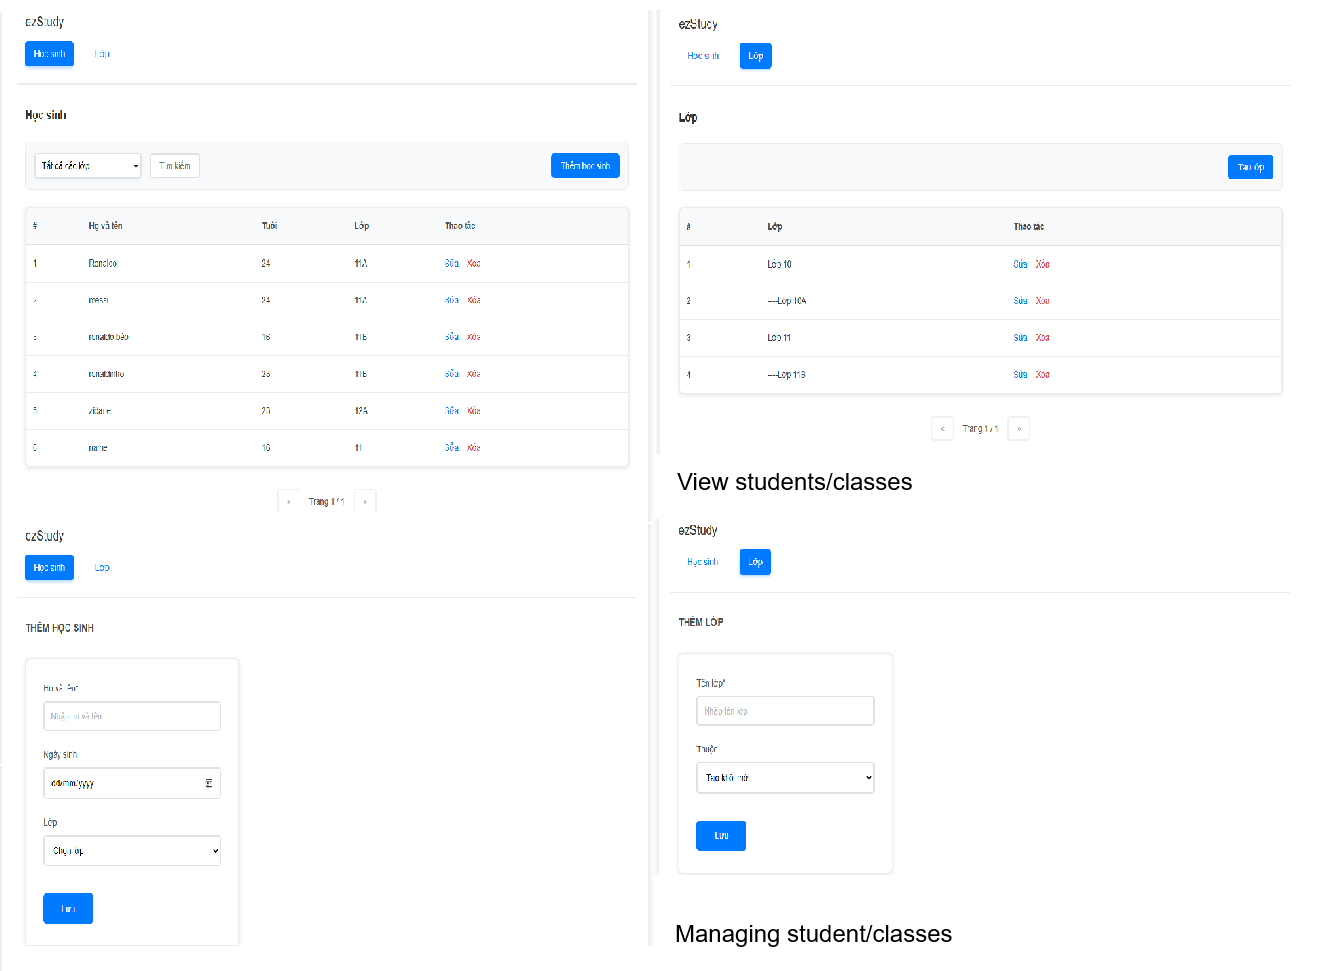 ezStudy
Học sinh Lớp
Học sinh
Tất cả các lớp Tìm kiếm Thêm học sinh
# Họ và tên Tuổi Lớp Thao tác
1 Ronaldo 24 11A Sửa Xóa
2 messi 24 11A Sửa Xóa
3 ronaldo béo 16 11B Sửa Xóa
4 ronaldinho 23 11B Sửa Xóa
5 zidane 23 12A Sửa Xóa
6 name 16 11 Sửa Xóa
« Trang 1 / 1 »
ezStudy
Học sinh Lớp
Lớp
Tạo lớp
# Lớp Thao tác
1 Lớp 10 Sửa Xóa
2 ----Lớp 10A Sửa Xóa
3 Lớp 11 Sửa Xóa
4 ----Lớp 11B Sửa Xóa
« Trang 1 / 1 »
View students/classes
ezStudy
Học sinh Lớp
THÊM HỌC SINH
Họ và tên*
Nhập họ và tên
Ngày sinh
dd/mm/yyyy
Lớp
Chọn lớp
Lưu
ezStudy
Học sinh Lớp
THÊM LỚP
Tên lớp*
Nhập tên lớp
Thuộc
Tạo khối mới
Lưu
Managing student/classes